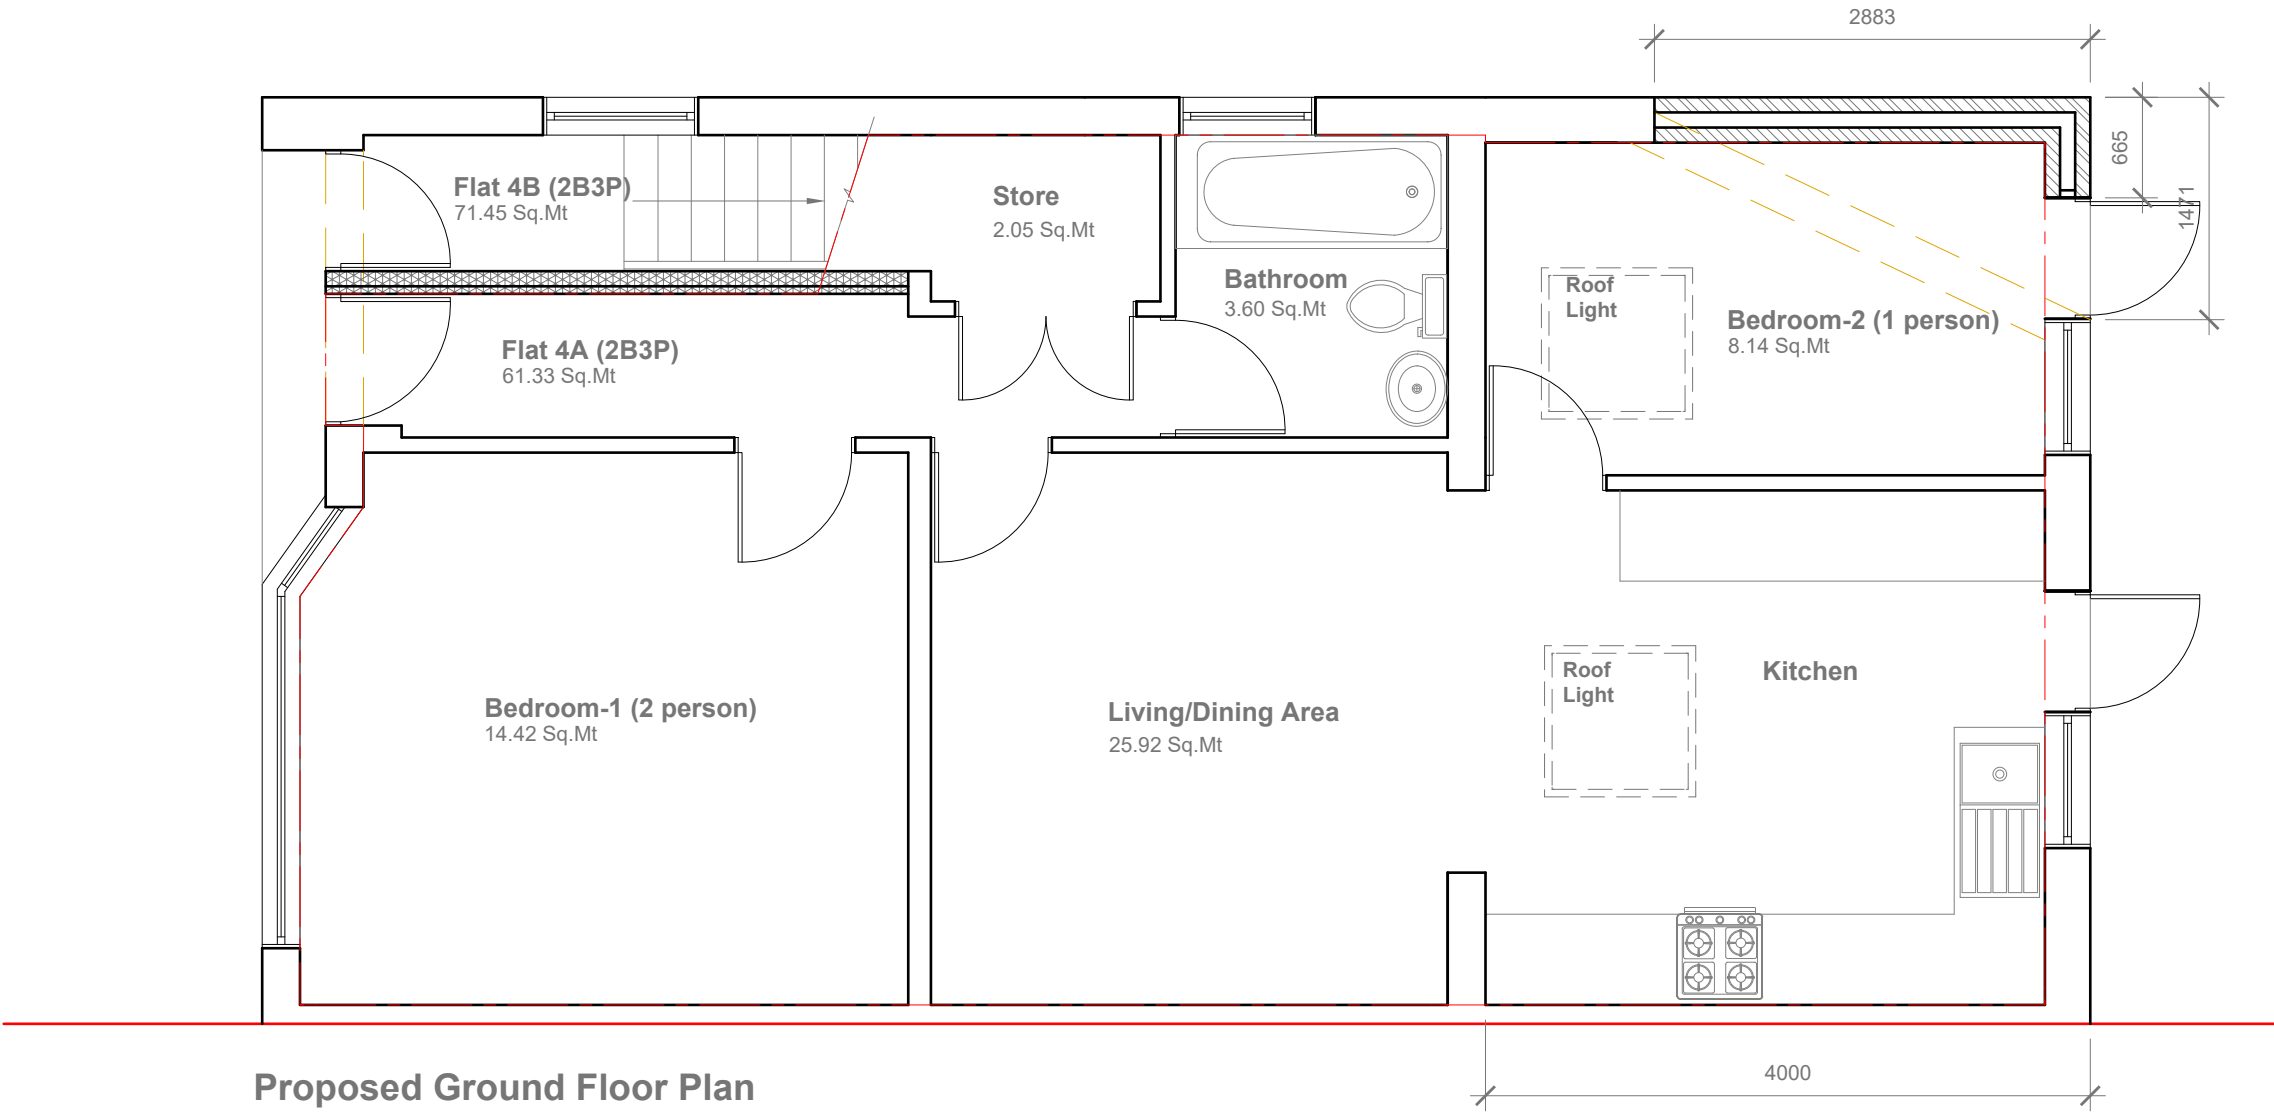 2883
665
1471
Flat 4B (2B3P)
71.45 Sq.Mt
Store
2.05 Sq.Mt
Bathroom
3.60 Sq.Mt
Roof
Light
Bedroom-2 (1 person)
8.14 Sq.Mt
Flat 4A (2B3P)
61.33 Sq.Mt
Roof
Light
Kitchen
Bedroom-1 (2 person)
14.42 Sq.Mt
Living/Dining Area
25.92 Sq.Mt
4000
Proposed Ground Floor Plan